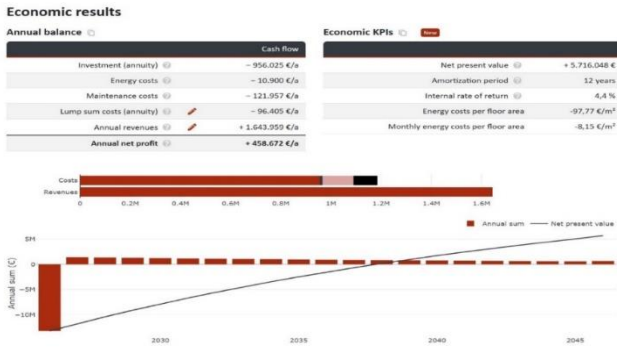 Economic results
Annual balance
Economic KPIs New
Cash flow
Investment (annuity) − 956.025 €/a
Energy costs − 10.900 €/a
Maintenance costs − 121.957 €/a
Lump sum costs (annuity) − 96.405 €/a
Annual revenues + 1.643.959 €/a
Annual net profit + 458.672 €/a
Net present value + 5.716.048 €
Amortization period 12 years
Internal rate of return 4,4 %
Energy costs per floor area -97,77 €/m²
Monthly energy costs per floor area -8,15 €/m²
Costs
Revenues
0 0.2M 0.4M 0.6M 0.8M 1M 1.2M 1.4M 1.6M
Annual sum Net present value
Annual sum (€)
5M
0
−5M
−10M
2030 2035 2040 2045